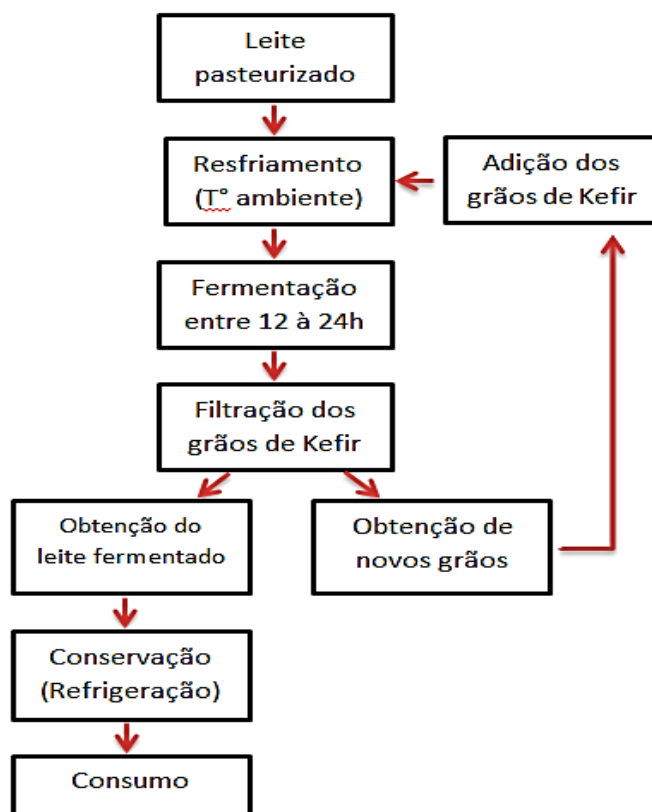 Leite
pasteurizado
Resfriamento
(T° ambiente)
Adição dos
grãos de Kefir
Fermentação
entre 12 à 24h
Filtração dos
grãos de Kefir
Obtenção do
leite fermentado
Obtenção de
novos grãos
Conservação
(Refrigeração)
Consumo